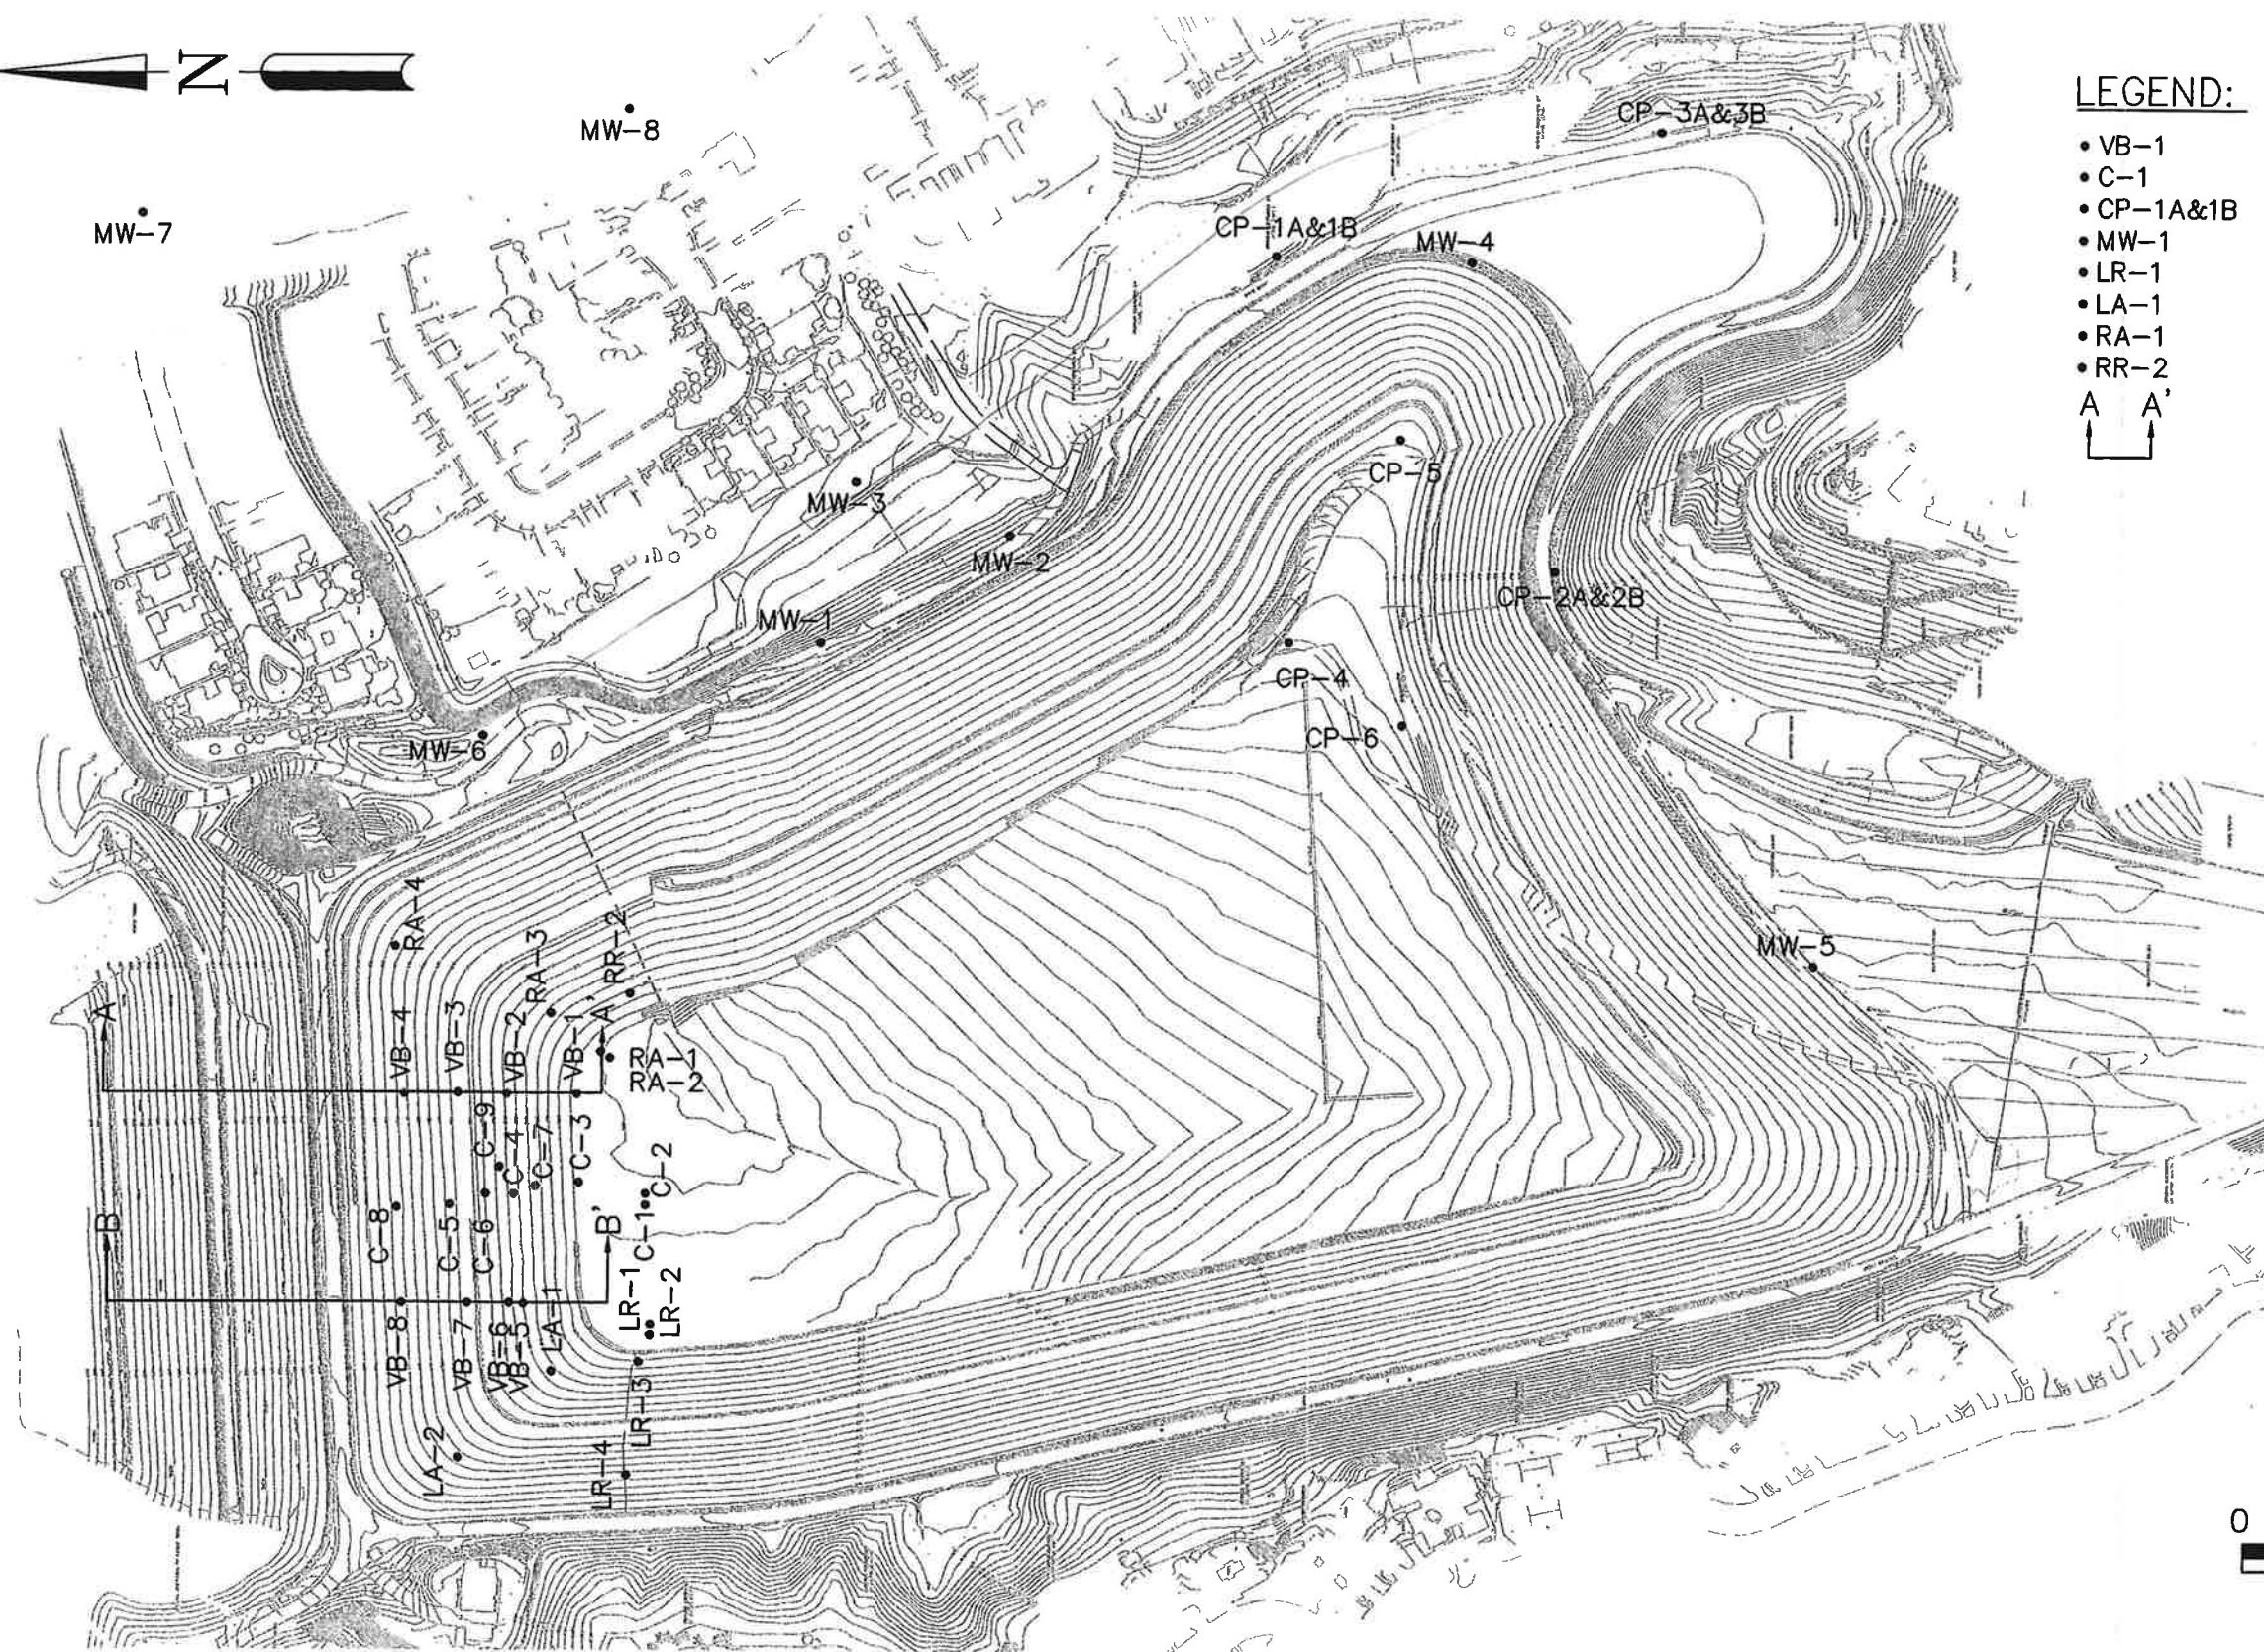 N
LEGEND:
• VB-1
• C-1
• CP-1A&1B
• MW-1
• LR-1
• LA-1
• RA-1
• RR-2
A A'
MW-8
MW-7
CP-3A&3B
CP-1A&1B
MW-4
CP-5
MW-3
MW-2
CP-2A&2B
MW-1
CP-4
CP-6
MW-6
RA-4
RR-2
RA-3
MW-5
A
A'
VB-4
VB-3
VB-2
VB-1
RA-1
RA-2
C-9
C-4
C-7
C-3
C-2
C-1
B
B'
C-8
C-5
C-6
LR-1
LR-2
VB-8
VB-7
VB-6
VB-5
LA-1
LR-3
LA-2
LR-4
0